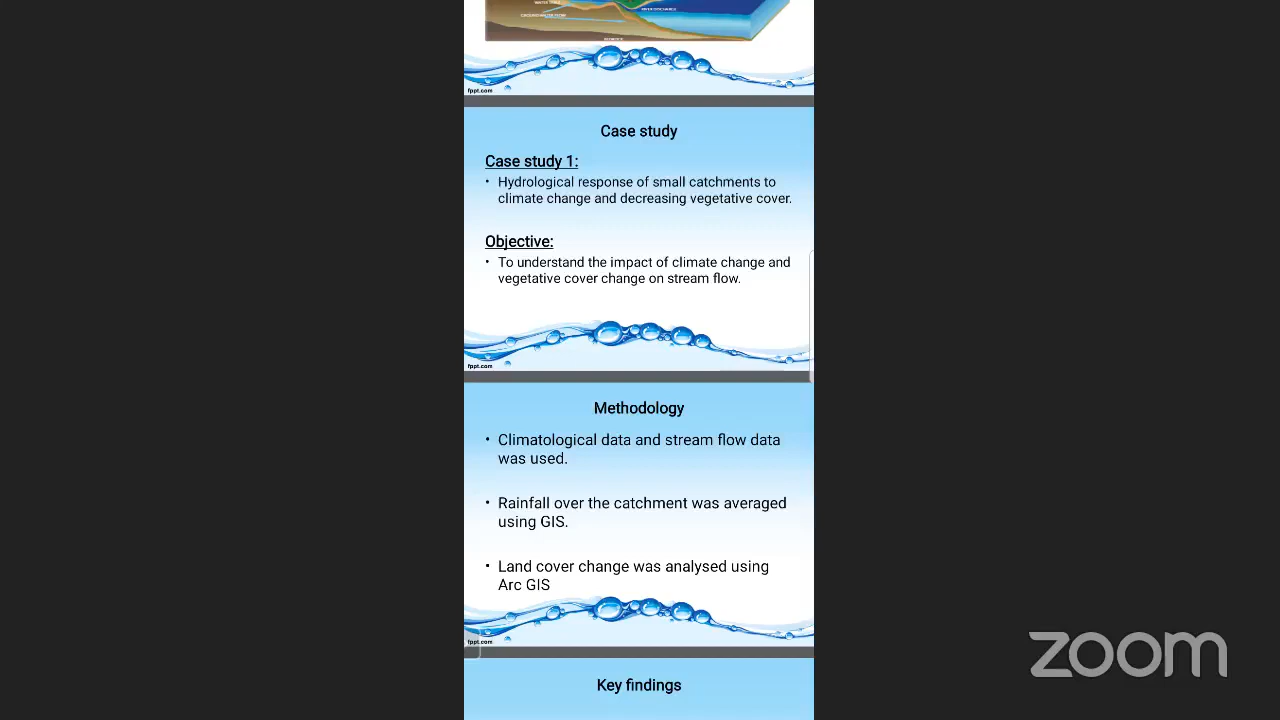 fppt.com
Case study
Case study 1:
• Hydrological response of small catchments to
climate change and decreasing vegetative cover.
Objective:
• To understand the impact of climate change and
vegetative cover change on stream flow.
fppt.com
Methodology
• Climatological data and stream flow data
was used.
• Rainfall over the catchment was averaged
using GIS.
• Land cover change was analysed using
Arc GIS
fppt.com
zoom
Key findings